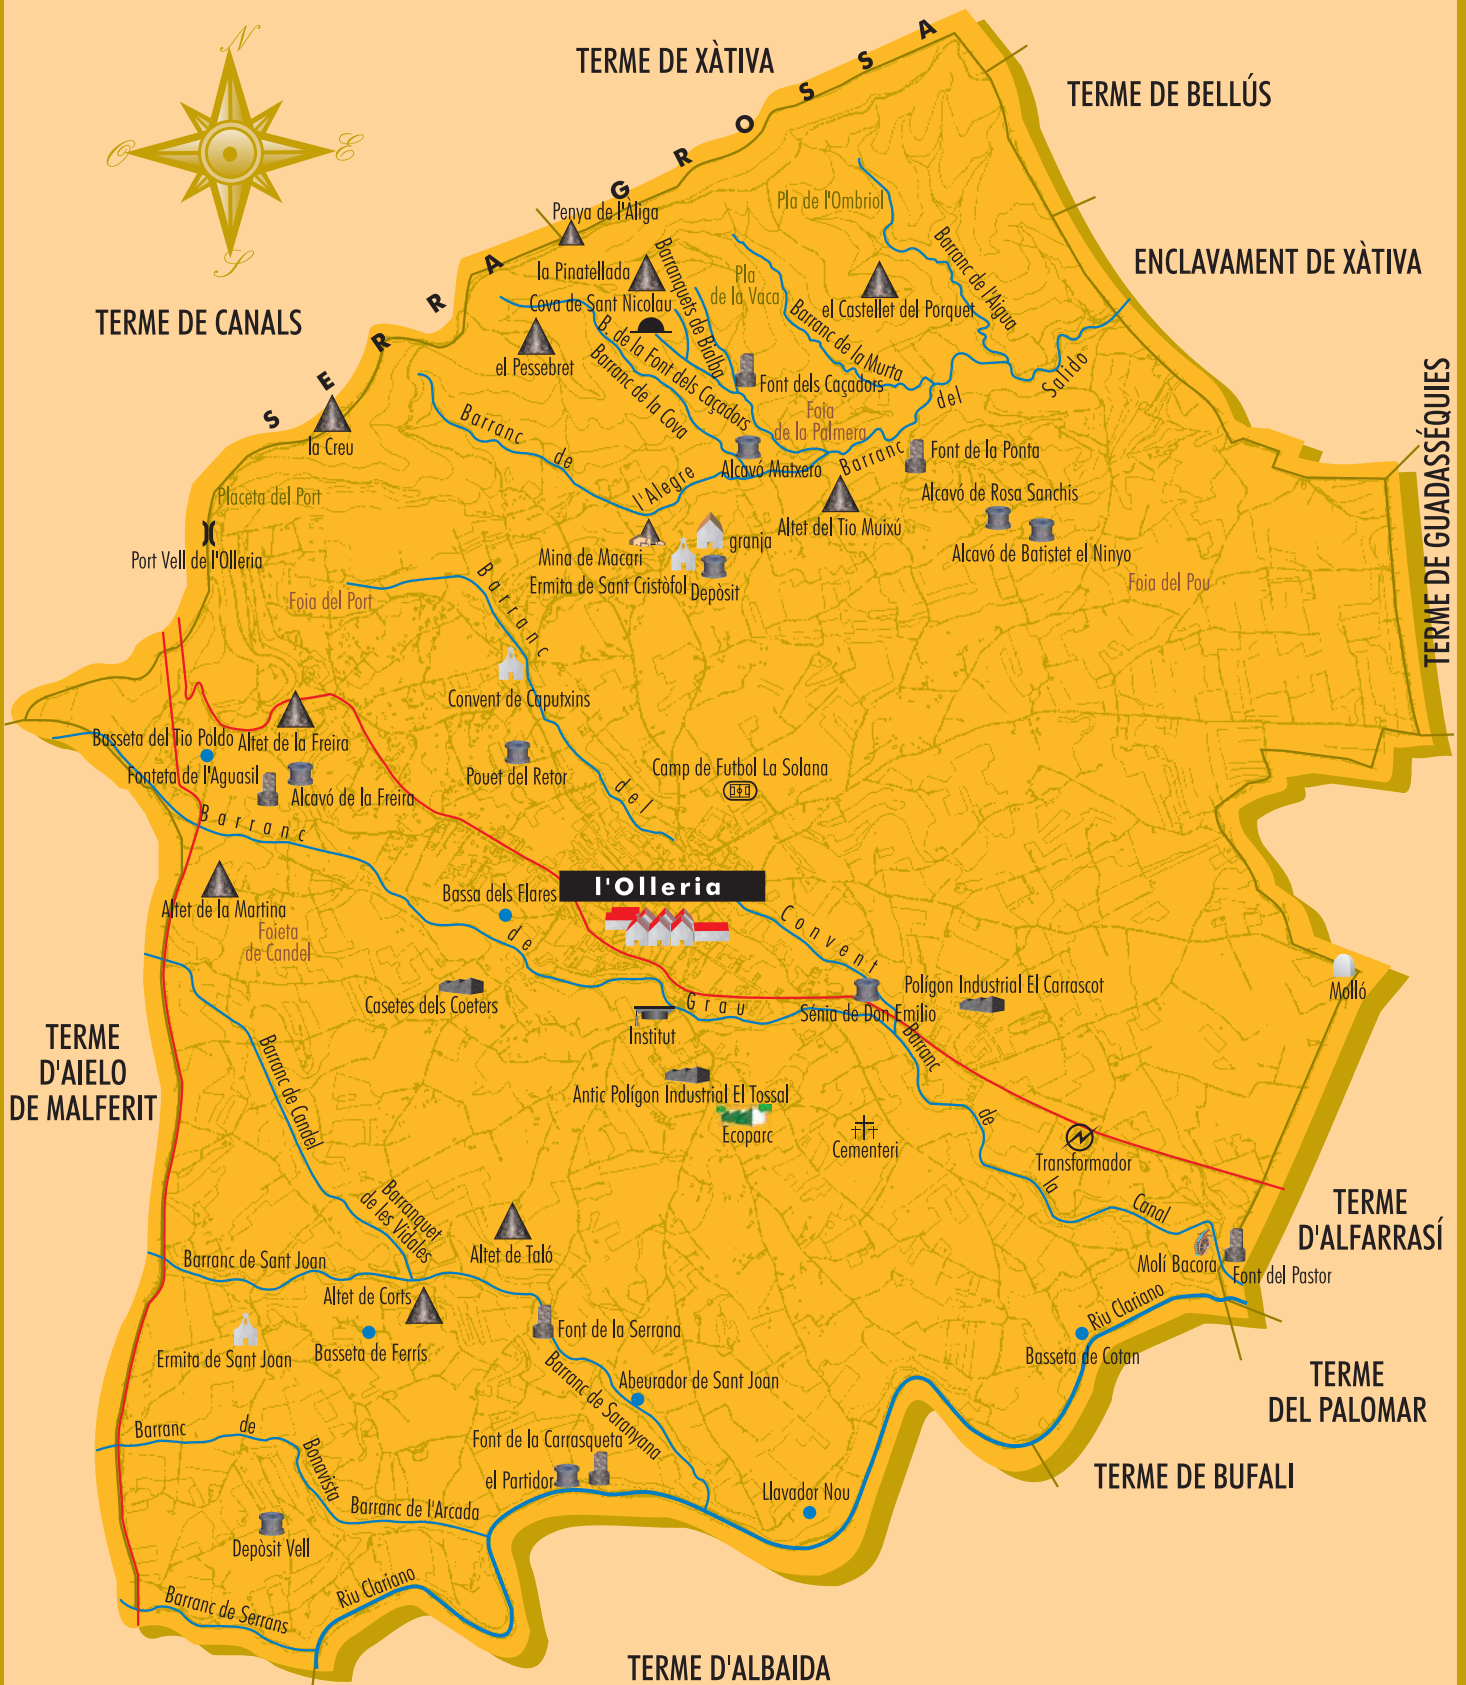 N
O
E
S
TERME DE XÀTIVA
TERME DE BELLÚS
SERRA GROSSA
Penya de l'Àliga
Pla de l'Ombriol
Barranc de l'Aigua
ENCLAVAMENT DE XÀTIVA
TERME DE CANALS
la Pinatellada
Barranquets de Bialba
Pla
de la Vaca
Cova de Sant Nicolau
el Castellet del Porquet
B. de la Font dels Caçadors
Barranc de la Murta
el Pessebret
Barranc de la Cova
Font dels Caçadors
Barranc del Salido
Foia
de la Palmera
la Creu
Barranc de l'Alegre
Alcavó Matxero
Font de la Ponta
TERME DE GUADASSÉQUIES
Placeta del Port
Alcavó de Rosa Sanchis
Altet del Tio Muixú
Port Vell de l'Olleria
Mina de Macari
granja
Alcavó de Batistet el Ninyo
Ermita de Sant Cristòfol
Depòsit
Foia del Pou
Foia del Port
Barranc del Convent
Convent de Caputxins
Basseta del Tio Poldo
Altet de la Freira
Fonteta de l'Aguasil
Alcavó de la Freira
Pouet del Retor
Camp de Futbol La Solana
Barranc de Grau
l'Olleria
Bassa dels Flares
Altet de la Martina
Foieta
de Candel
Casetes dels Coeters
Polígon Industrial El Carrascot
Molló
Sénia de Don Emilio
Institut
TERME
D'AIELO
DE MALFERIT
Barranc de Candel
Barranc de la Canal
Antic Polígon Industrial El Tossal
Ecoparc
Cementeri
Transformador
Barranquet
de les Vidales
TERME
D'ALFARRASÍ
Barranc de Sant Joan
Altet de Taló
Molí Bacora
Font del Pastor
Altet de Corts
Riu Clariano
Ermita de Sant Joan
Basseta de Ferrís
Font de la Serrana
Basseta de Cotan
Abeurador de Sant Joan
Barranc de Saranyana
TERME
DEL PALOMAR
Barranc de Bonavista
Font de la Carrasqueta
el Partidor
TERME DE BUFALI
Llavador Nou
Barranc de l'Arcada
Depòsit Vell
Riu Clariano
Barranc de Serrans
TERME D'ALBAIDA